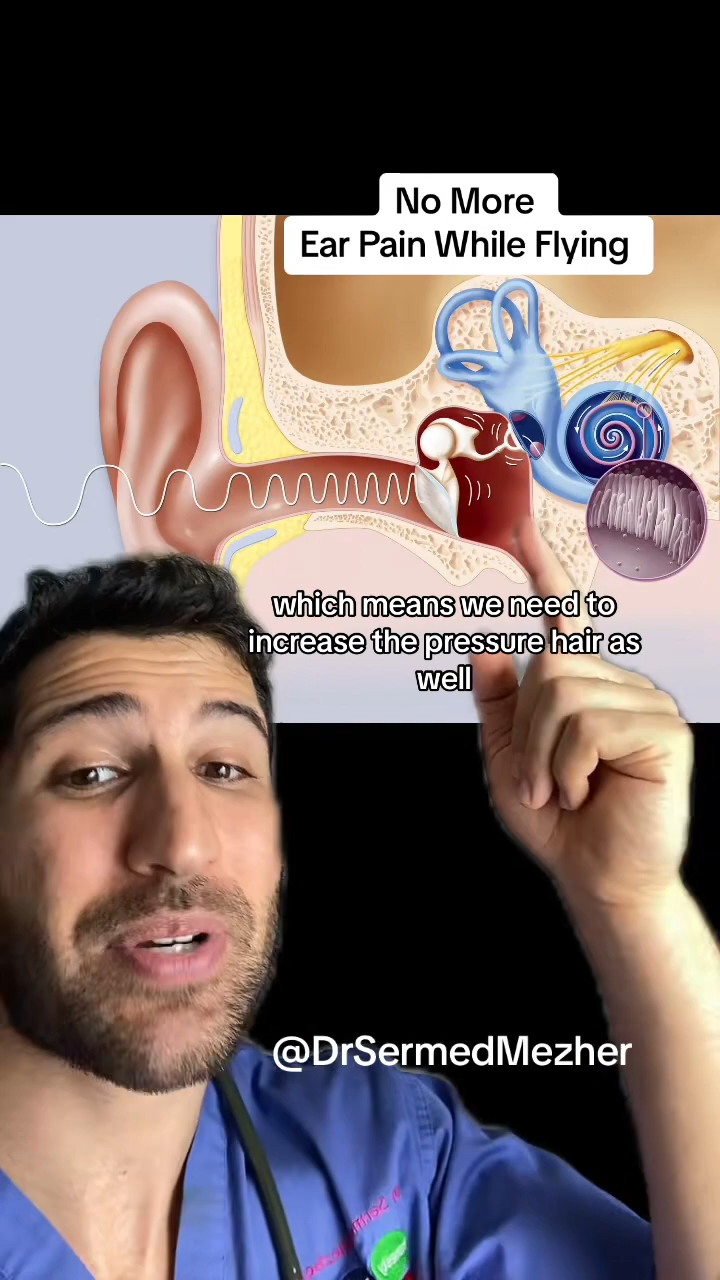 No More
Ear Pain While Flying
which means we need to
increase the pressure hair as
well
@DrSermedMezher